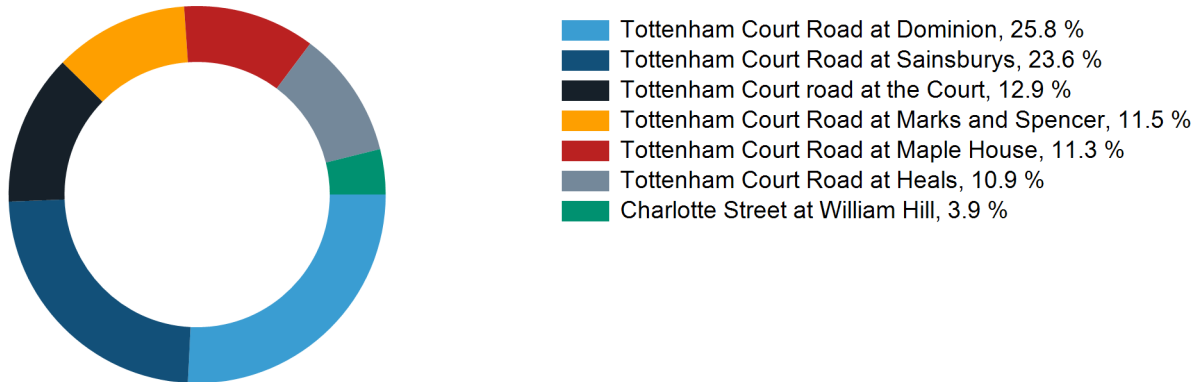 Tottenham Court Road at Dominion, 25.8 %
Tottenham Court Road at Sainsburys, 23.6 %
Tottenham Court road at the Court, 12.9 %
Tottenham Court Road at Marks and Spencer, 11.5 %
Tottenham Court Road at Maple House, 11.3 %
Tottenham Court Road at Heals, 10.9 %
Charlotte Street at William Hill, 3.9 %